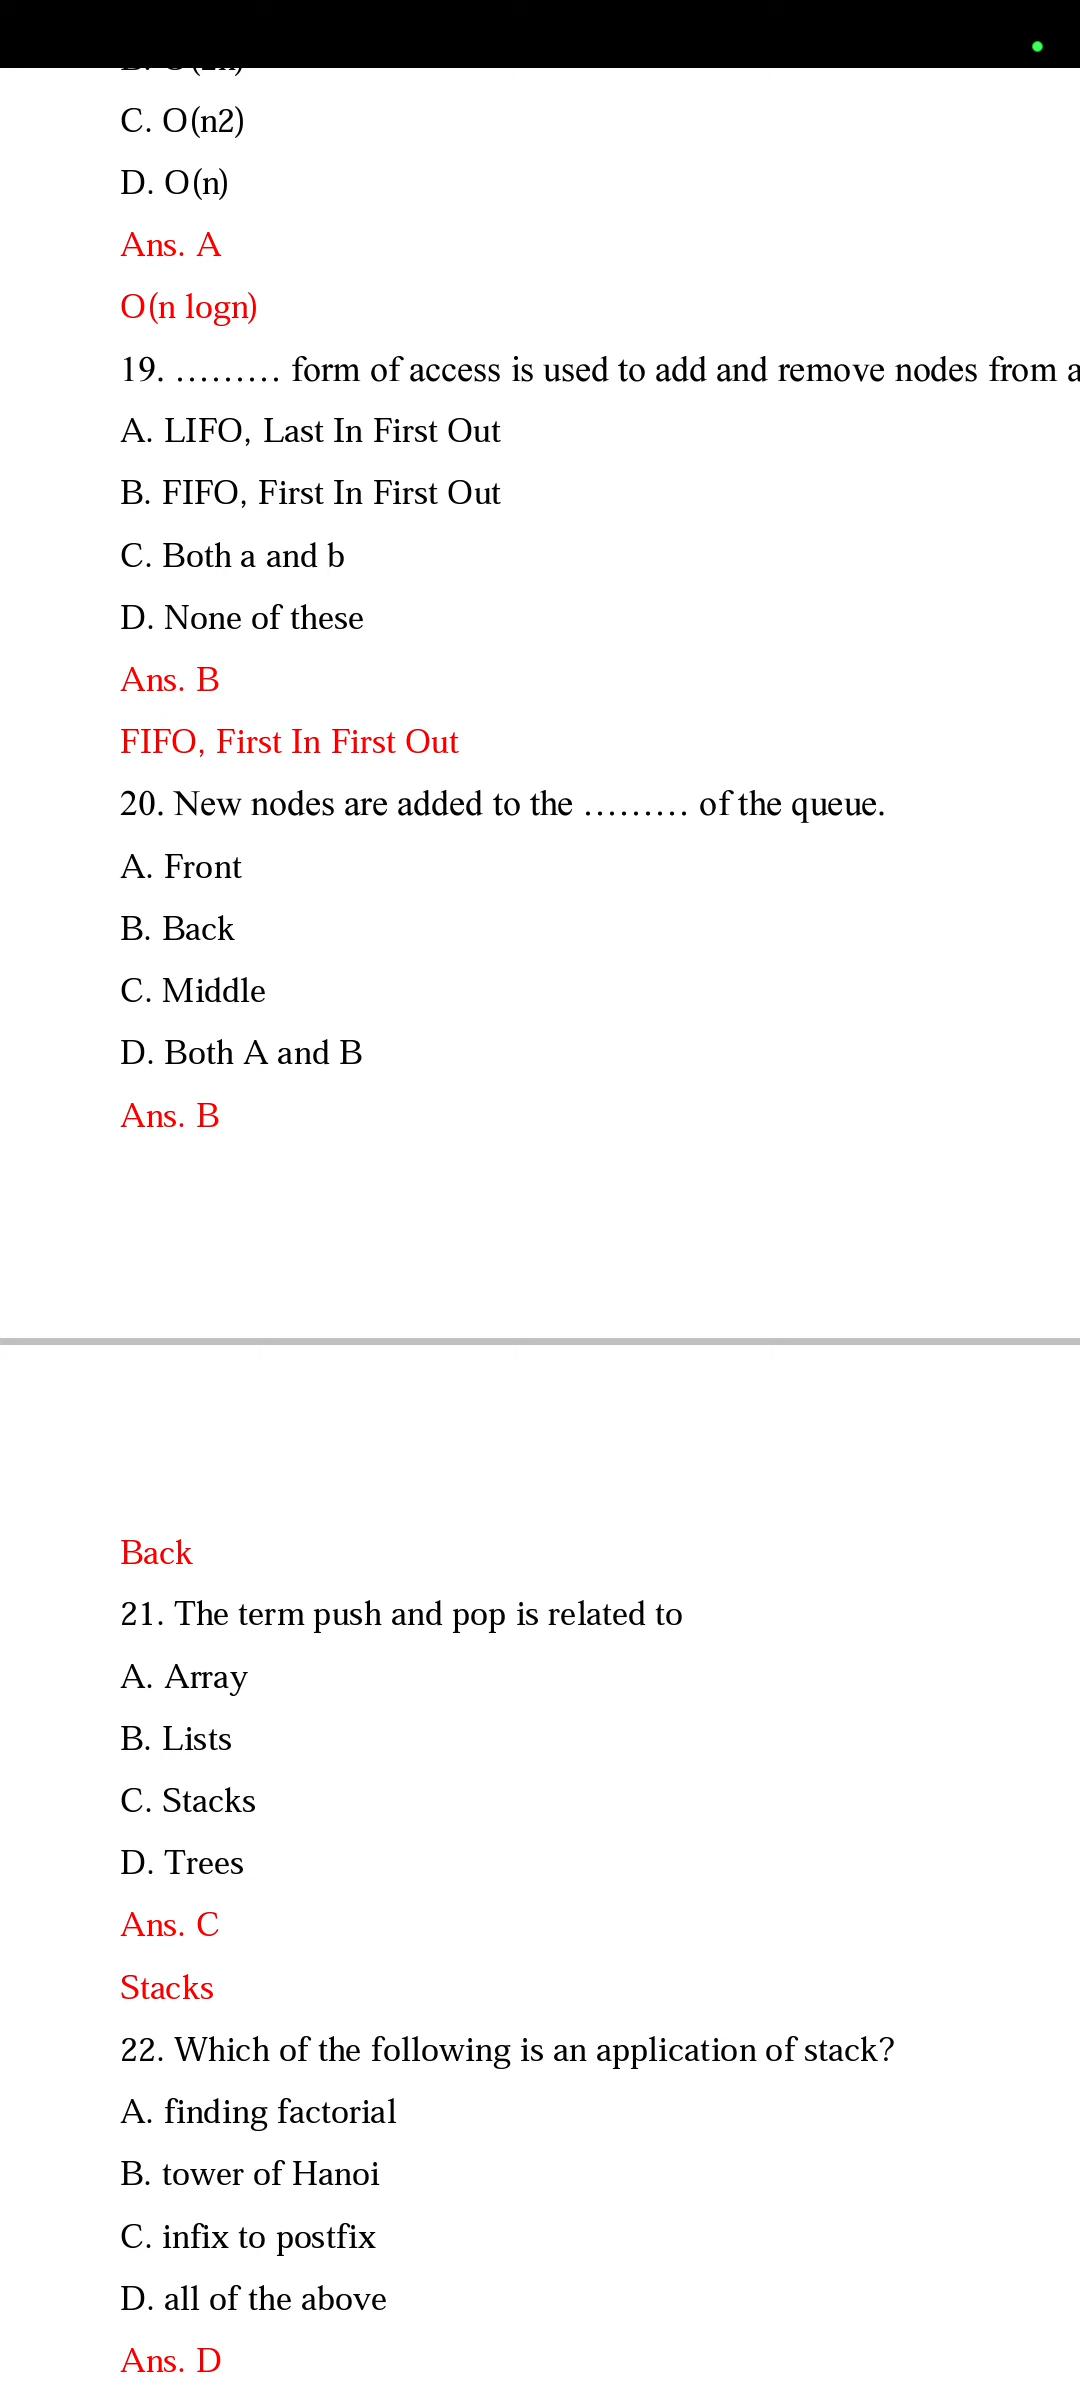 C. O(n2)
D. O(n)
Ans. A
O(n logn)
19. ……… form of access is used to add and remove nodes from a
A. LIFO, Last In First Out
B. FIFO, First In First Out
C. Both a and b
D. None of these
Ans. B
FIFO, First In First Out
20. New nodes are added to the ……… of the queue.
A. Front
B. Back
C. Middle
D. Both A and B
Ans. B
Back
21. The term push and pop is related to
A. Array
B. Lists
C. Stacks
D. Trees
Ans. C
Stacks
22. Which of the following is an application of stack?
A. finding factorial
B. tower of Hanoi
C. infix to postfix
D. all of the above
Ans. D